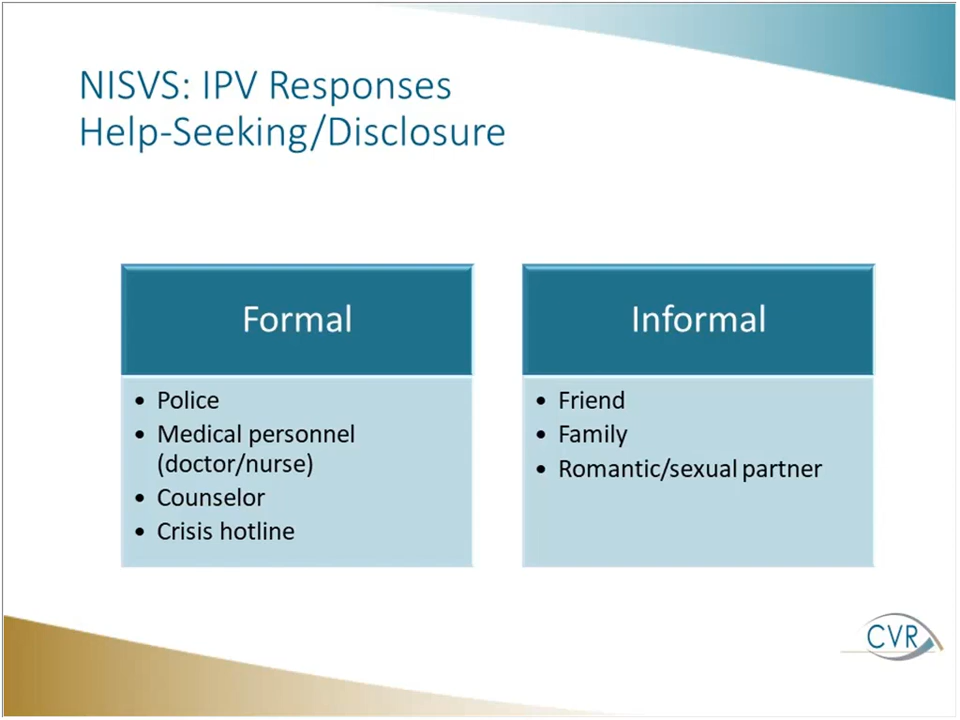 NISVS: IPV Responses
Help-Seeking/Disclosure
Formal
• Police
• Medical personnel
(doctor/nurse)
• Counselor
• Crisis hotline
Informal
• Friend
• Family
• Romantic/sexual partner
CVR